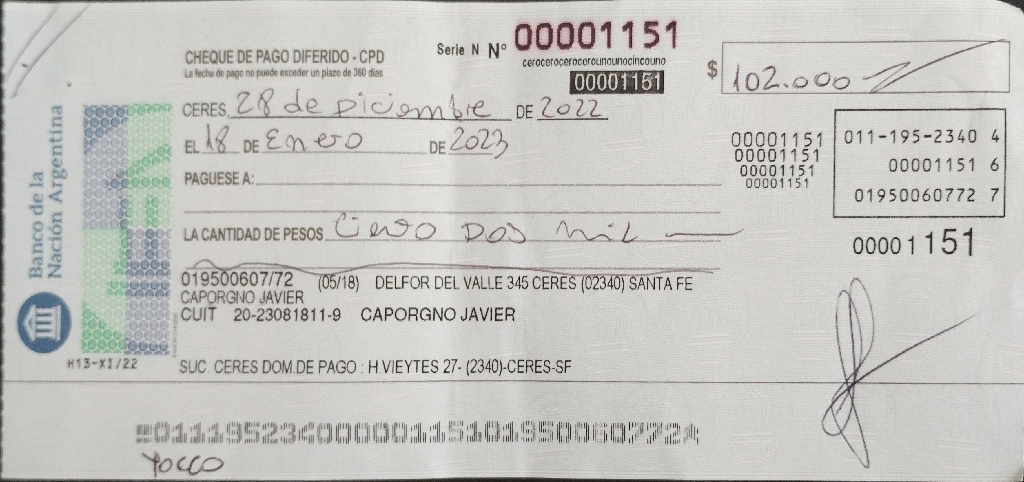 Banco de la
Nación Argentina
H13-XI/22
CHEQUE DE PAGO DIFERIDO - CPD
La fecha de pago no puede exceder un plazo de 360 días
Serie N Nº 00001151
cerocerocerocerounounocincouno
00001151
$ 102.000
CERES, 28 de Diciembre DE 2022
EL 18 DE Enero DE 2023
PAGUESE A:
LA CANTIDAD DE PESOS Ciento DOS mil
00001151
00001151
00001151
00001151
011-195-2340 4
00001151 6
01950060772 7
00001151
019500607/72 (05/18) DELFOR DEL VALLE 345 CERES (02340) SANTA FE
CAPORGNO JAVIER
CUIT 20-23081811-9 CAPORGNO JAVIER
SUC. CERES DOM.DE PAGO : H VIEYTES 27- (2340)-CERES-SF
01119523400000115101950060772
Yocco